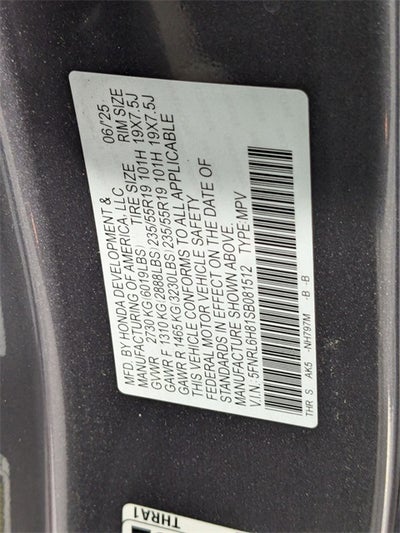 MFD. BY HONDA DEVELOPMENT &
MANUFACTURING OF AMERICA, LLC 06/'25
GVWR 2730 KG(6019LBS) TIRE SIZE RIM SIZE
GAWR F 1310 KG(2888LBS) 235/55R19 101H 19X7.5J
GAWR R 1465 KG(3230LBS) 235/55R19 101H 19X7.5J
THIS VEHICLE CONFORMS TO ALL APPLICABLE
FEDERAL MOTOR VEHICLE SAFETY
STANDARDS IN EFFECT ON THE DATE OF
MANUFACTURE SHOWN ABOVE.
V.I.N. 5FNRL6H81SB081512 TYPE MPV
THR S AK5 -NH797M -B -B
THRA1